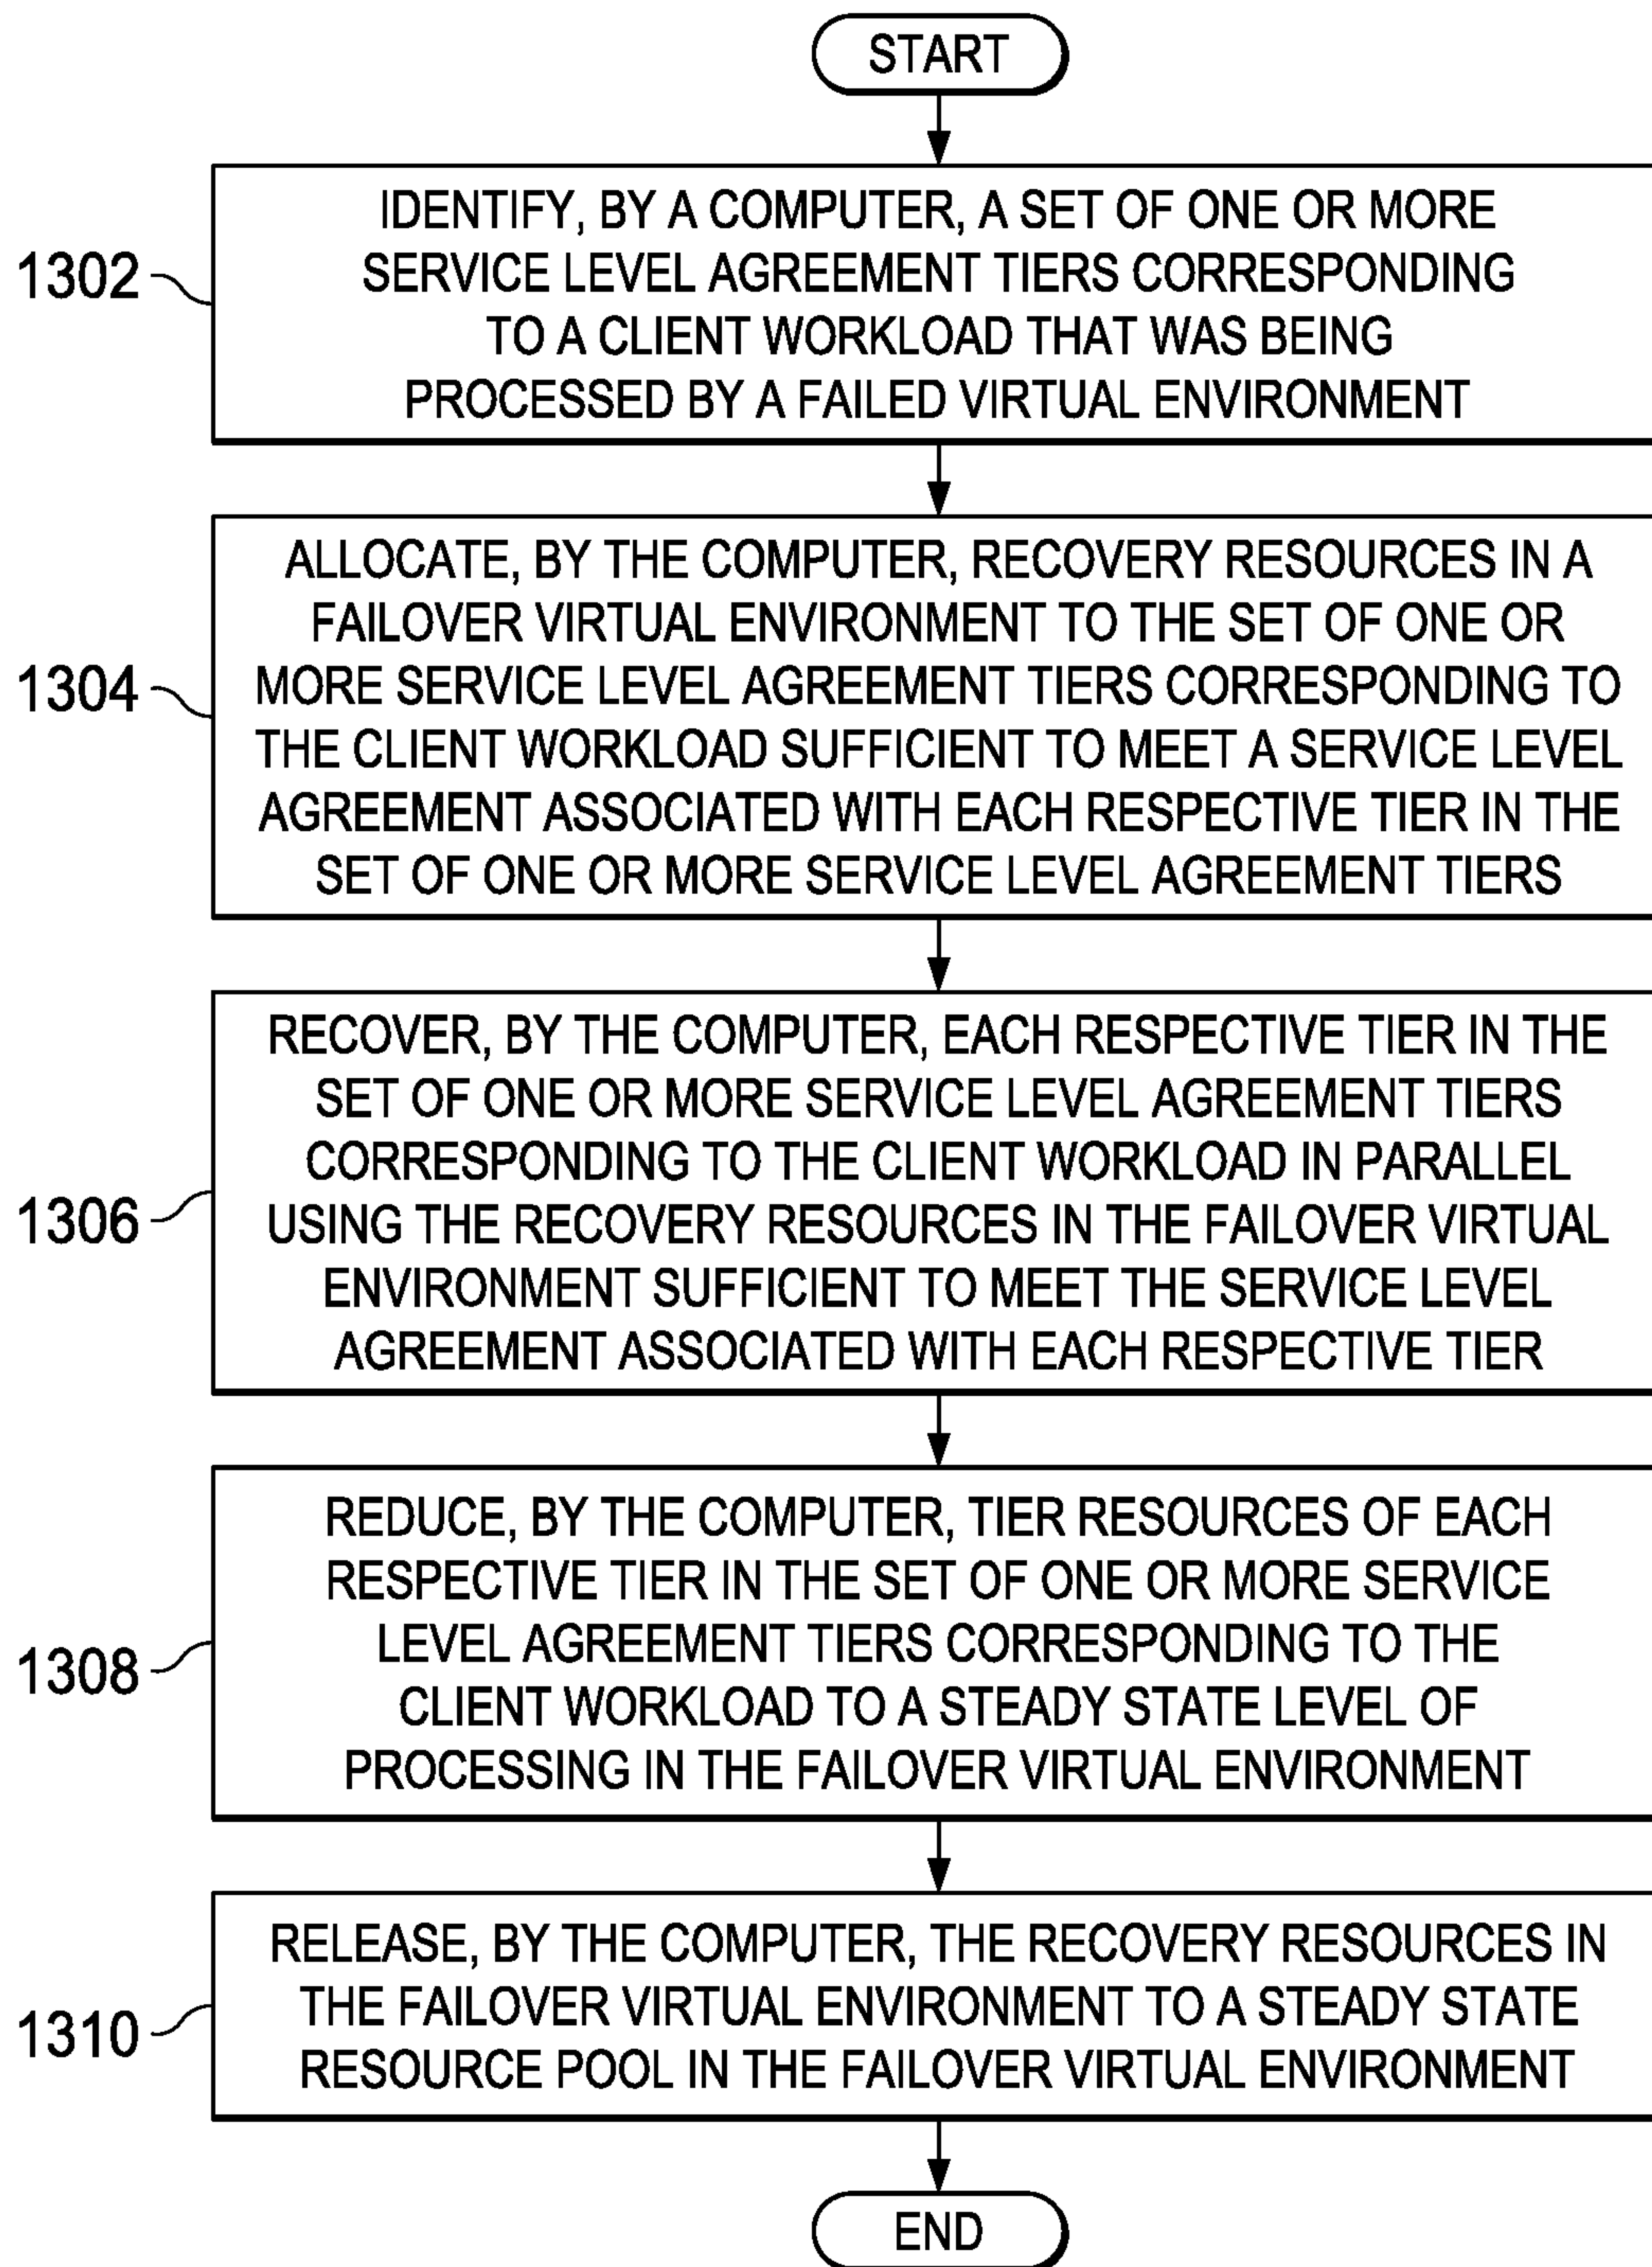 START
1302
IDENTIFY, BY A COMPUTER, A SET OF ONE OR MORE
SERVICE LEVEL AGREEMENT TIERS CORRESPONDING
TO A CLIENT WORKLOAD THAT WAS BEING
PROCESSED BY A FAILED VIRTUAL ENVIRONMENT
1304
ALLOCATE, BY THE COMPUTER, RECOVERY RESOURCES IN A
FAILOVER VIRTUAL ENVIRONMENT TO THE SET OF ONE OR
MORE SERVICE LEVEL AGREEMENT TIERS CORRESPONDING TO
THE CLIENT WORKLOAD SUFFICIENT TO MEET A SERVICE LEVEL
AGREEMENT ASSOCIATED WITH EACH RESPECTIVE TIER IN THE
SET OF ONE OR MORE SERVICE LEVEL AGREEMENT TIERS
1306
RECOVER, BY THE COMPUTER, EACH RESPECTIVE TIER IN THE
SET OF ONE OR MORE SERVICE LEVEL AGREEMENT TIERS
CORRESPONDING TO THE CLIENT WORKLOAD IN PARALLEL
USING THE RECOVERY RESOURCES IN THE FAILOVER VIRTUAL
ENVIRONMENT SUFFICIENT TO MEET THE SERVICE LEVEL
AGREEMENT ASSOCIATED WITH EACH RESPECTIVE TIER
1308
REDUCE, BY THE COMPUTER, TIER RESOURCES OF EACH
RESPECTIVE TIER IN THE SET OF ONE OR MORE SERVICE
LEVEL AGREEMENT TIERS CORRESPONDING TO THE
CLIENT WORKLOAD TO A STEADY STATE LEVEL OF
PROCESSING IN THE FAILOVER VIRTUAL ENVIRONMENT
1310
RELEASE, BY THE COMPUTER, THE RECOVERY RESOURCES IN
THE FAILOVER VIRTUAL ENVIRONMENT TO A STEADY STATE
RESOURCE POOL IN THE FAILOVER VIRTUAL ENVIRONMENT
END